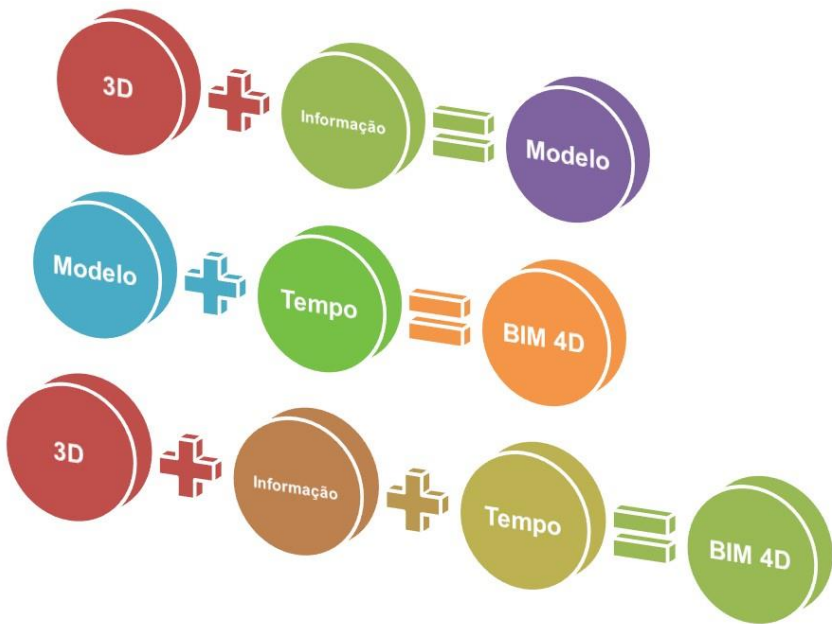 3D + Informação = Modelo
Modelo + Tempo = BIM 4D
3D + Informação + Tempo = BIM 4D